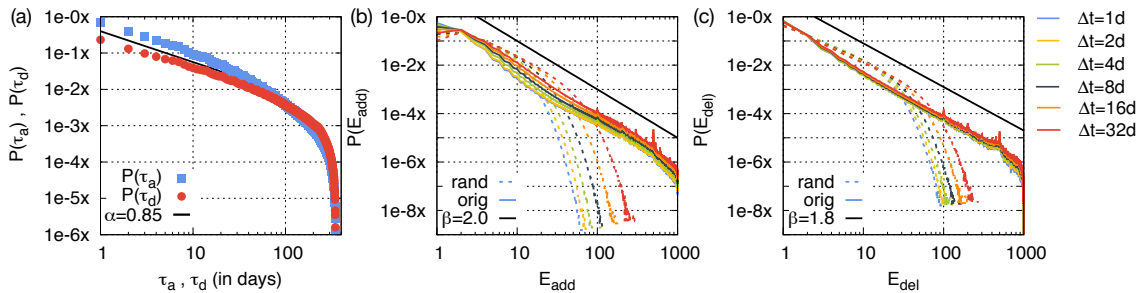 (a)
P(τa) , P(τd)
1e-0x
1e-1x
1e-2x
1e-3x
1e-4x
1e-5x
1e-6x
P(τa)
P(τd)
α=0.85
1 10 100
τa , τd (in days)
(b)
P(Eadd)
1e-0x
1e-2x
1e-4x
1e-6x
1e-8x
rand
orig
β=2.0
1 10 100 1000
Eadd
(c)
P(Edel)
1e-0x
1e-2x
1e-4x
1e-6x
1e-8x
rand
orig
β=1.8
1 10 100 1000
Edel
Δt=1d
Δt=2d
Δt=4d
Δt=8d
Δt=16d
Δt=32d